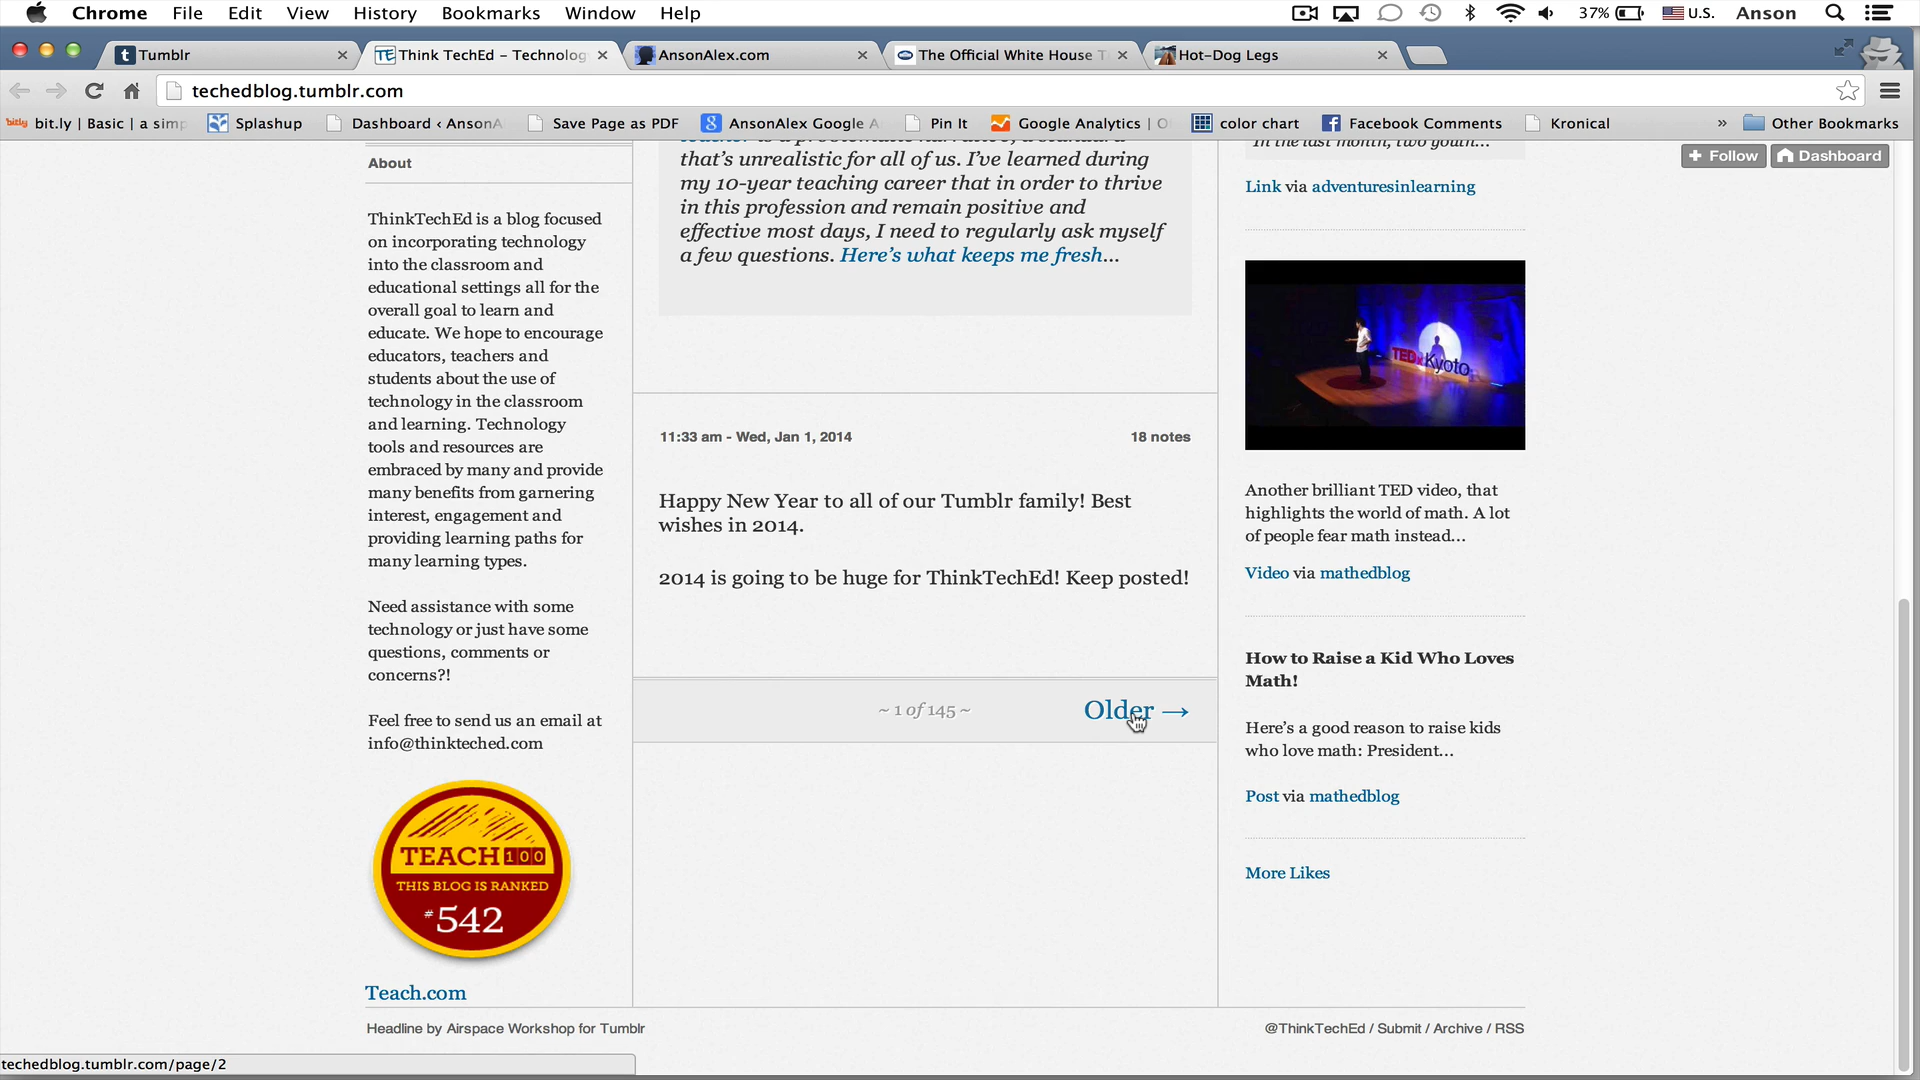 Chrome File Edit View History Bookmarks Window Help 37% U.S. Anson
Tumblr
Think TechEd – Technolog
AnsonAlex.com
The Official White House T
Hot-Dog Legs
techedblog.tumblr.com
bitly bit.ly | Basic | a simp Splashup Dashboard ‹ AnsonA Save Page as PDF AnsonAlex Google A Pin It Google Analytics | O color chart Facebook Comments Kronical » Other Bookmarks
+ Follow Dashboard
About
ThinkTechEd is a blog focused
on incorporating technology
into the classroom and
educational settings all for the
overall goal to learn and
educate. We hope to encourage
educators, teachers and
students about the use of
technology in the classroom
and learning. Technology
tools and resources are
embraced by many and provide
many benefits from garnering
interest, engagement and
providing learning paths for
many learning types.
Need assistance with some
technology or just have some
questions, comments or
concerns?!
Feel free to send us an email at
info@thinkteched.com
TEACH 100
THIS BLOG IS RANKED
#542
Teach.com
that’s unrealistic for all of us. I’ve learned during
my 10-year teaching career that in order to thrive
in this profession and remain positive and
effective most days, I need to regularly ask myself
a few questions. Here’s what keeps me fresh…
11:33 am - Wed, Jan 1, 2014 18 notes
Happy New Year to all of our Tumblr family! Best
wishes in 2014.
2014 is going to be huge for ThinkTechEd! Keep posted!
~ 1 of 145 ~ Older →
In the last month, two youth…
Link via adventuresinlearning
TEDx Kyoto
Another brilliant TED video, that
highlights the world of math. A lot
of people fear math instead…
Video via mathedblog
How to Raise a Kid Who Loves
Math!
Here’s a good reason to raise kids
who love math: President…
Post via mathedblog
More Likes
Headline by Airspace Workshop for Tumblr
@ThinkTechEd / Submit / Archive / RSS
techedblog.tumblr.com/page/2